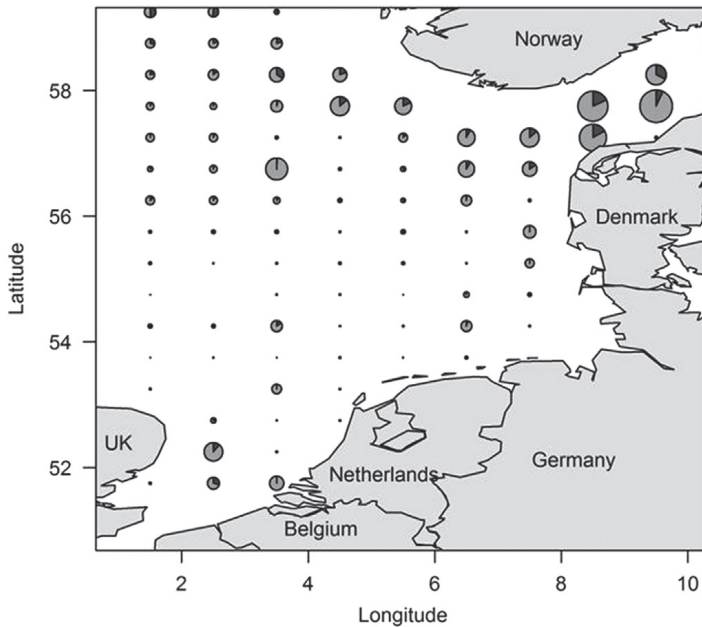 Norway
58
Denmark
56
Latitude
54
UK
52
Netherlands
Germany
Belgium
2 4 6 8 10
Longitude